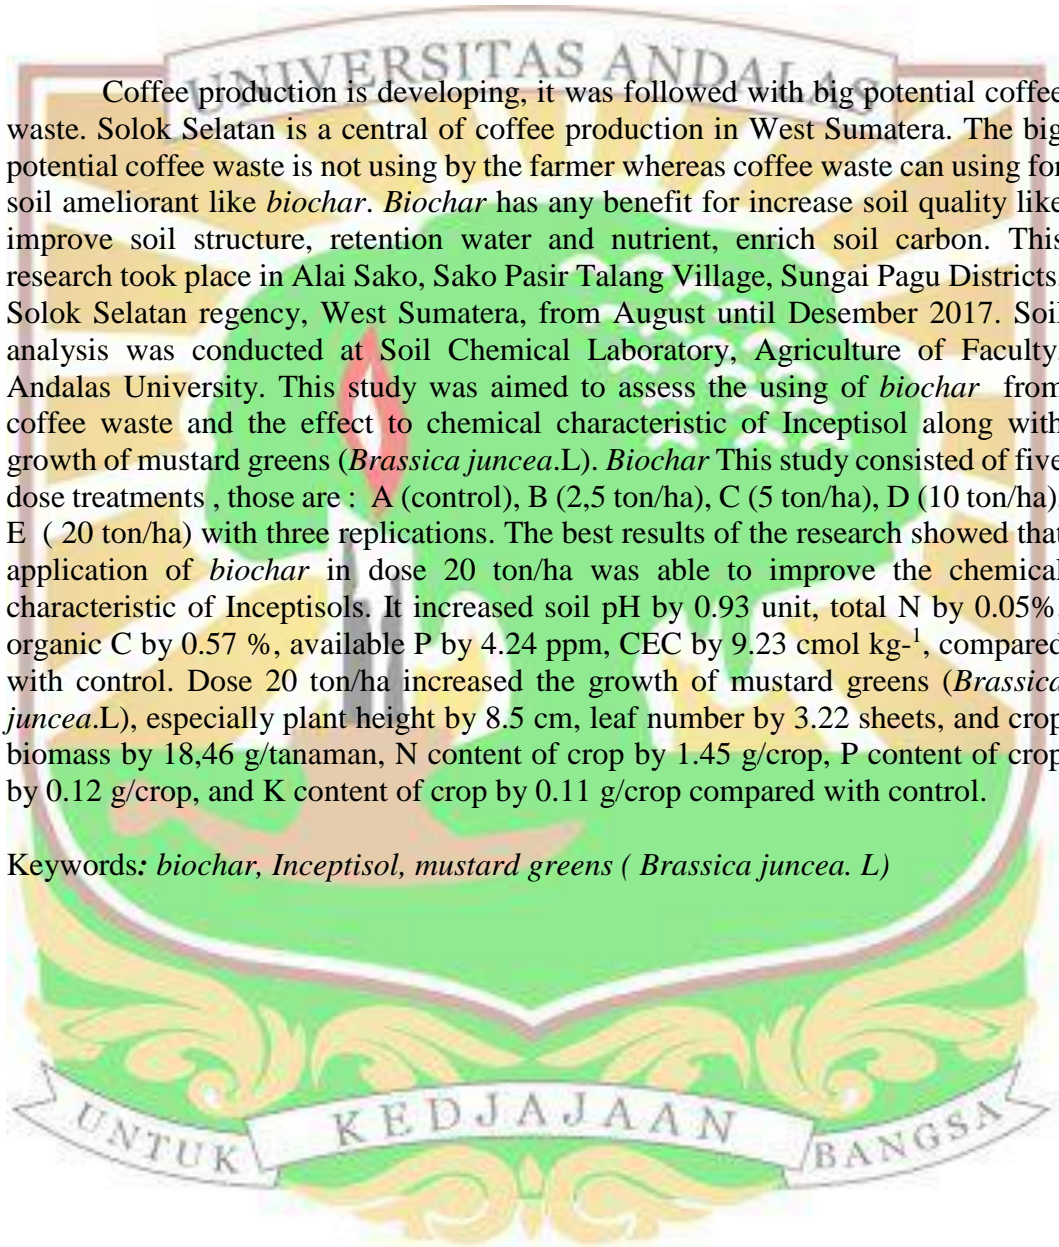 UNIVERSITAS ANDALAS
Coffee production is developing, it was followed with big potential coffee
waste. Solok Selatan is a central of coffee production in West Sumatera. The big
potential coffee waste is not using by the farmer whereas coffee waste can using for
soil ameliorant like biochar. Biochar has any benefit for increase soil quality like
improve soil structure, retention water and nutrient, enrich soil carbon. This
research took place in Alai Sako, Sako Pasir Talang Village, Sungai Pagu Districts,
Solok Selatan regency, West Sumatera, from August until Desember 2017. Soil
analysis was conducted at Soil Chemical Laboratory, Agriculture of Faculty,
Andalas University. This study was aimed to assess the using of biochar from
coffee waste and the effect to chemical characteristic of Inceptisol along with
growth of mustard greens (Brassica juncea.L). Biochar This study consisted of five
dose treatments , those are : A (control), B (2,5 ton/ha), C (5 ton/ha), D (10 ton/ha),
E ( 20 ton/ha) with three replications. The best results of the research showed that
application of biochar in dose 20 ton/ha was able to improve the chemical
characteristic of Inceptisols. It increased soil pH by 0.93 unit, total N by 0.05%,
organic C by 0.57 %, available P by 4.24 ppm, CEC by 9.23 cmol kg-¹, compared
with control. Dose 20 ton/ha increased the growth of mustard greens (Brassica
juncea.L), especially plant height by 8.5 cm, leaf number by 3.22 sheets, and crop
biomass by 18,46 g/tanaman, N content of crop by 1.45 g/crop, P content of crop
by 0.12 g/crop, and K content of crop by 0.11 g/crop compared with control.
Keywords: biochar, Inceptisol, mustard greens ( Brassica juncea. L)
UNTUK KEDJAJAAN BANGSA